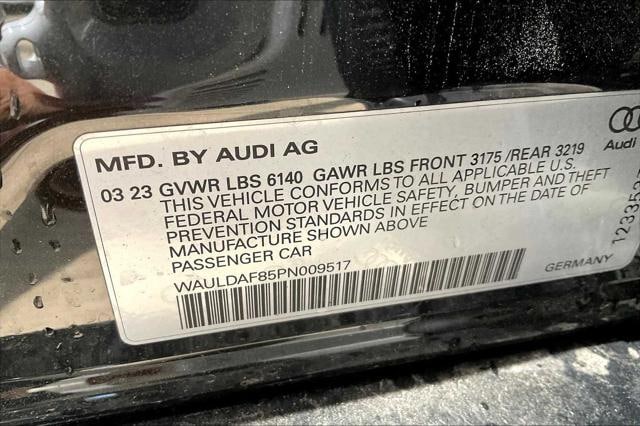 MFD. BY AUDI AG
03 23 GVWR LBS 6140 GAWR LBS FRONT 3175 /REAR 3219
THIS VEHICLE CONFORMS TO ALL APPLICABLE U.S.
FEDERAL MOTOR VEHICLE SAFETY, BUMPER AND THEFT
PREVENTION STANDARDS IN EFFECT ON THE DATE OF
MANUFACTURE SHOWN ABOVE
PASSENGER CAR
WAULDAF85PN009517
GERMANY
Audi